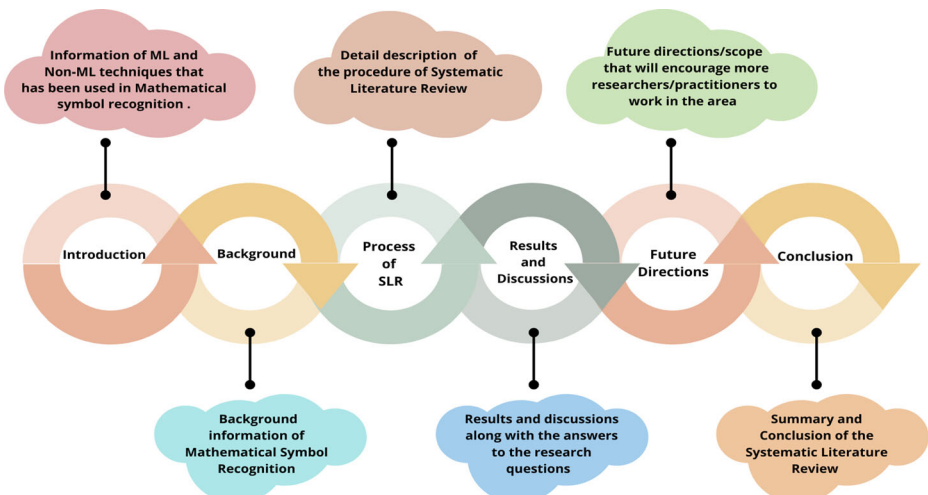 Information of ML and
Non-ML techniques that
has been used in Mathematical
symbol recognition .
Detail description of
the procedure of Systematic
Literature Review
Future directions/scope
that will encourage more
researchers/practitioners to
work in the area
Introduction
Background
Process
of
SLR
Results
and
Discussions
Future
Directions
Conclusion
Background
information of
Mathematical Symbol
Recognition
Results and discussions
along with the answers
to the research
questions
Summary and
Conclusion of the
Systematic Literature
Review